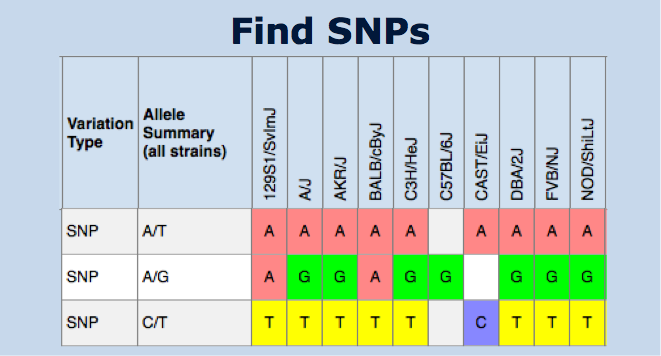 Find SNPs
Variation Type Allele Summary (all strains) 129S1/SvImJ A/J AKR/J BALB/cByJ C3H/HeJ C57BL/6J CAST/EiJ DBA/2J FVB/NJ NOD/ShiLtJ
SNP A/T A A A A A A A A A
SNP A/G A G G A G G G G G
SNP C/T T T T T T C T T T